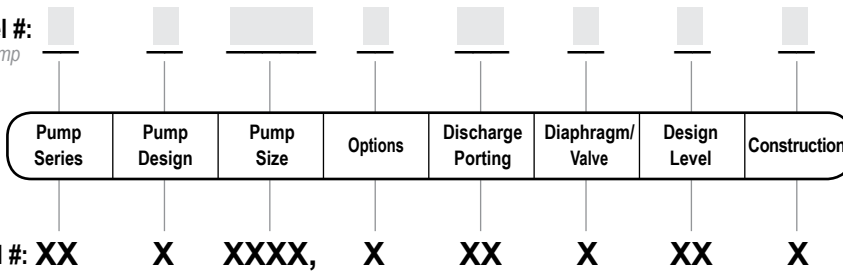 l #:
mp
Pump Series
Pump Design
Pump Size
Options
Discharge Porting
Diaphragm/ Valve
Design Level
Construction
l #: XX X XXXX, X XX X XX X